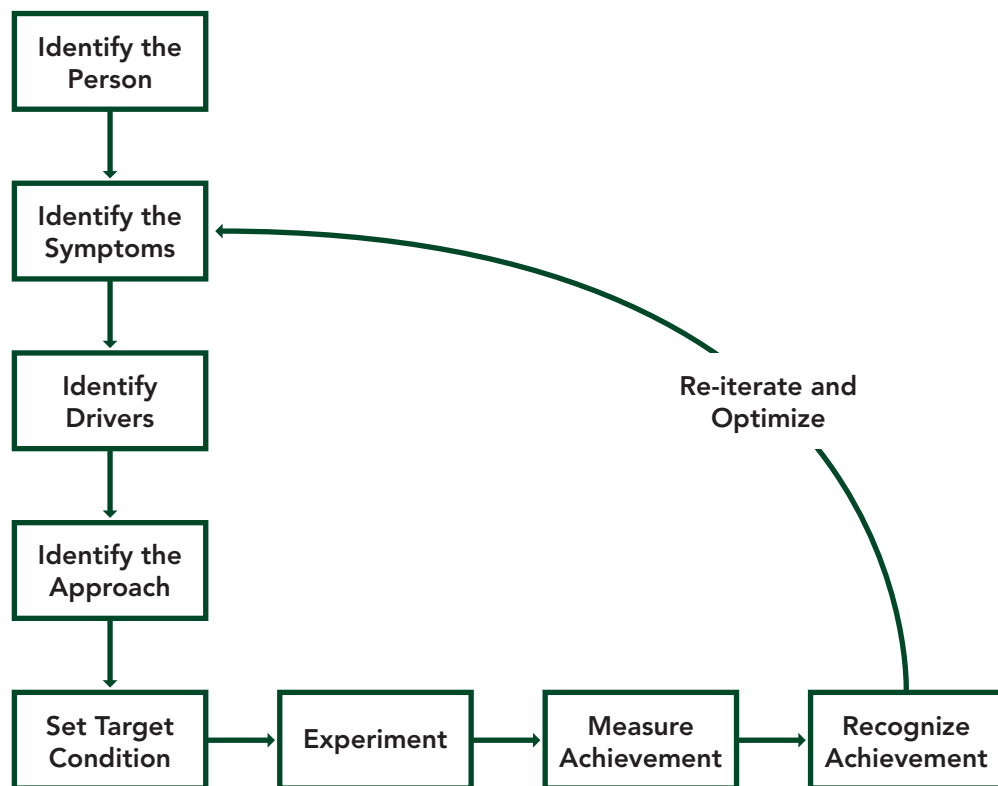 Identify the
Person
Identify the
Symptoms
Identify
Drivers
Re-iterate and
Optimize
Identify the
Approach
Set Target
Condition
Experiment
Measure
Achievement
Recognize
Achievement